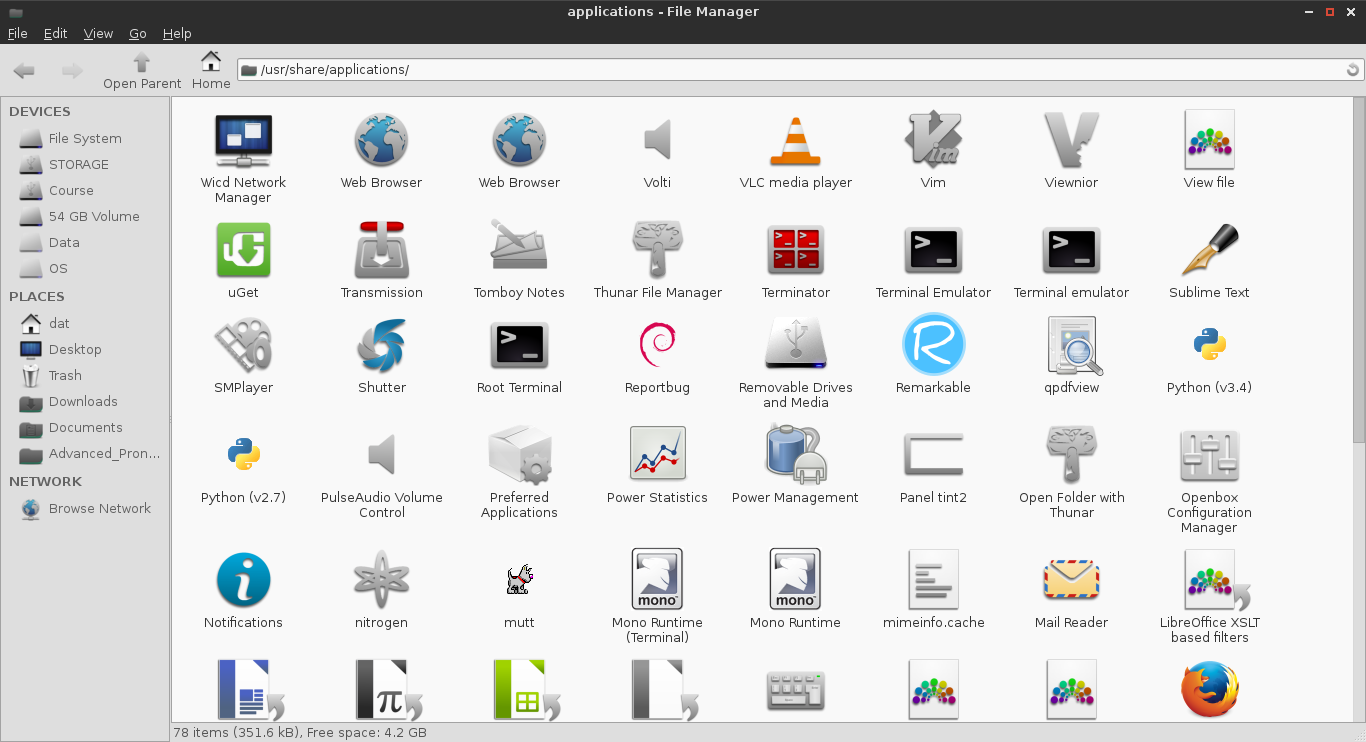 applications - File Manager
File Edit View Go Help
Open Parent Home /usr/share/applications/
DEVICES
File System
STORAGE
Course
54 GB Volume
Data
OS
PLACES
dat
Desktop
Trash
Downloads
Documents
Advanced_Pron...
NETWORK
Browse Network
Wicd Network
Manager
Web Browser
Web Browser
Volti
VLC media player
Vim
Vim
Viewnior
View file
uGet
Transmission
Tomboy Notes
Thunar File Manager
Terminator
>_
Terminal Emulator
>_
Terminal emulator
Sublime Text
SMPlayer
Shutter
>_
Root Terminal
Reportbug
Removable Drives
and Media
R
Remarkable
qpdfview
Python (v3.4)
Python (v2.7)
PulseAudio Volume
Control
Preferred
Applications
Power Statistics
Power Management
Panel tint2
Open Folder with
Thunar
Openbox
Configuration
Manager
i
Notifications
nitrogen
mutt
mono
Mono Runtime
(Terminal)
mono
Mono Runtime
mimeinfo.cache
Mail Reader
LibreOffice XSLT
based filters
π
78 items (351.6 kB), Free space: 4.2 GB